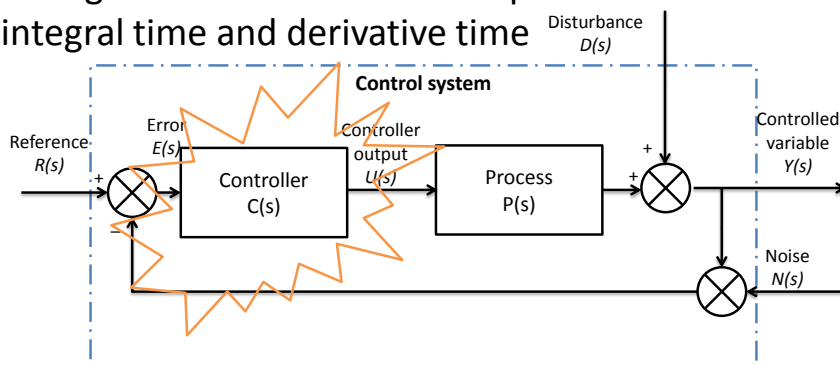 integral time and derivative time
Disturbance
D(s)
Control system
Reference
R(s)
+
−
Error
E(s)
Controller
C(s)
Controller
output
U(s)
Process
P(s)
+
+
Controlled
variable
Y(s)
Noise
N(s)